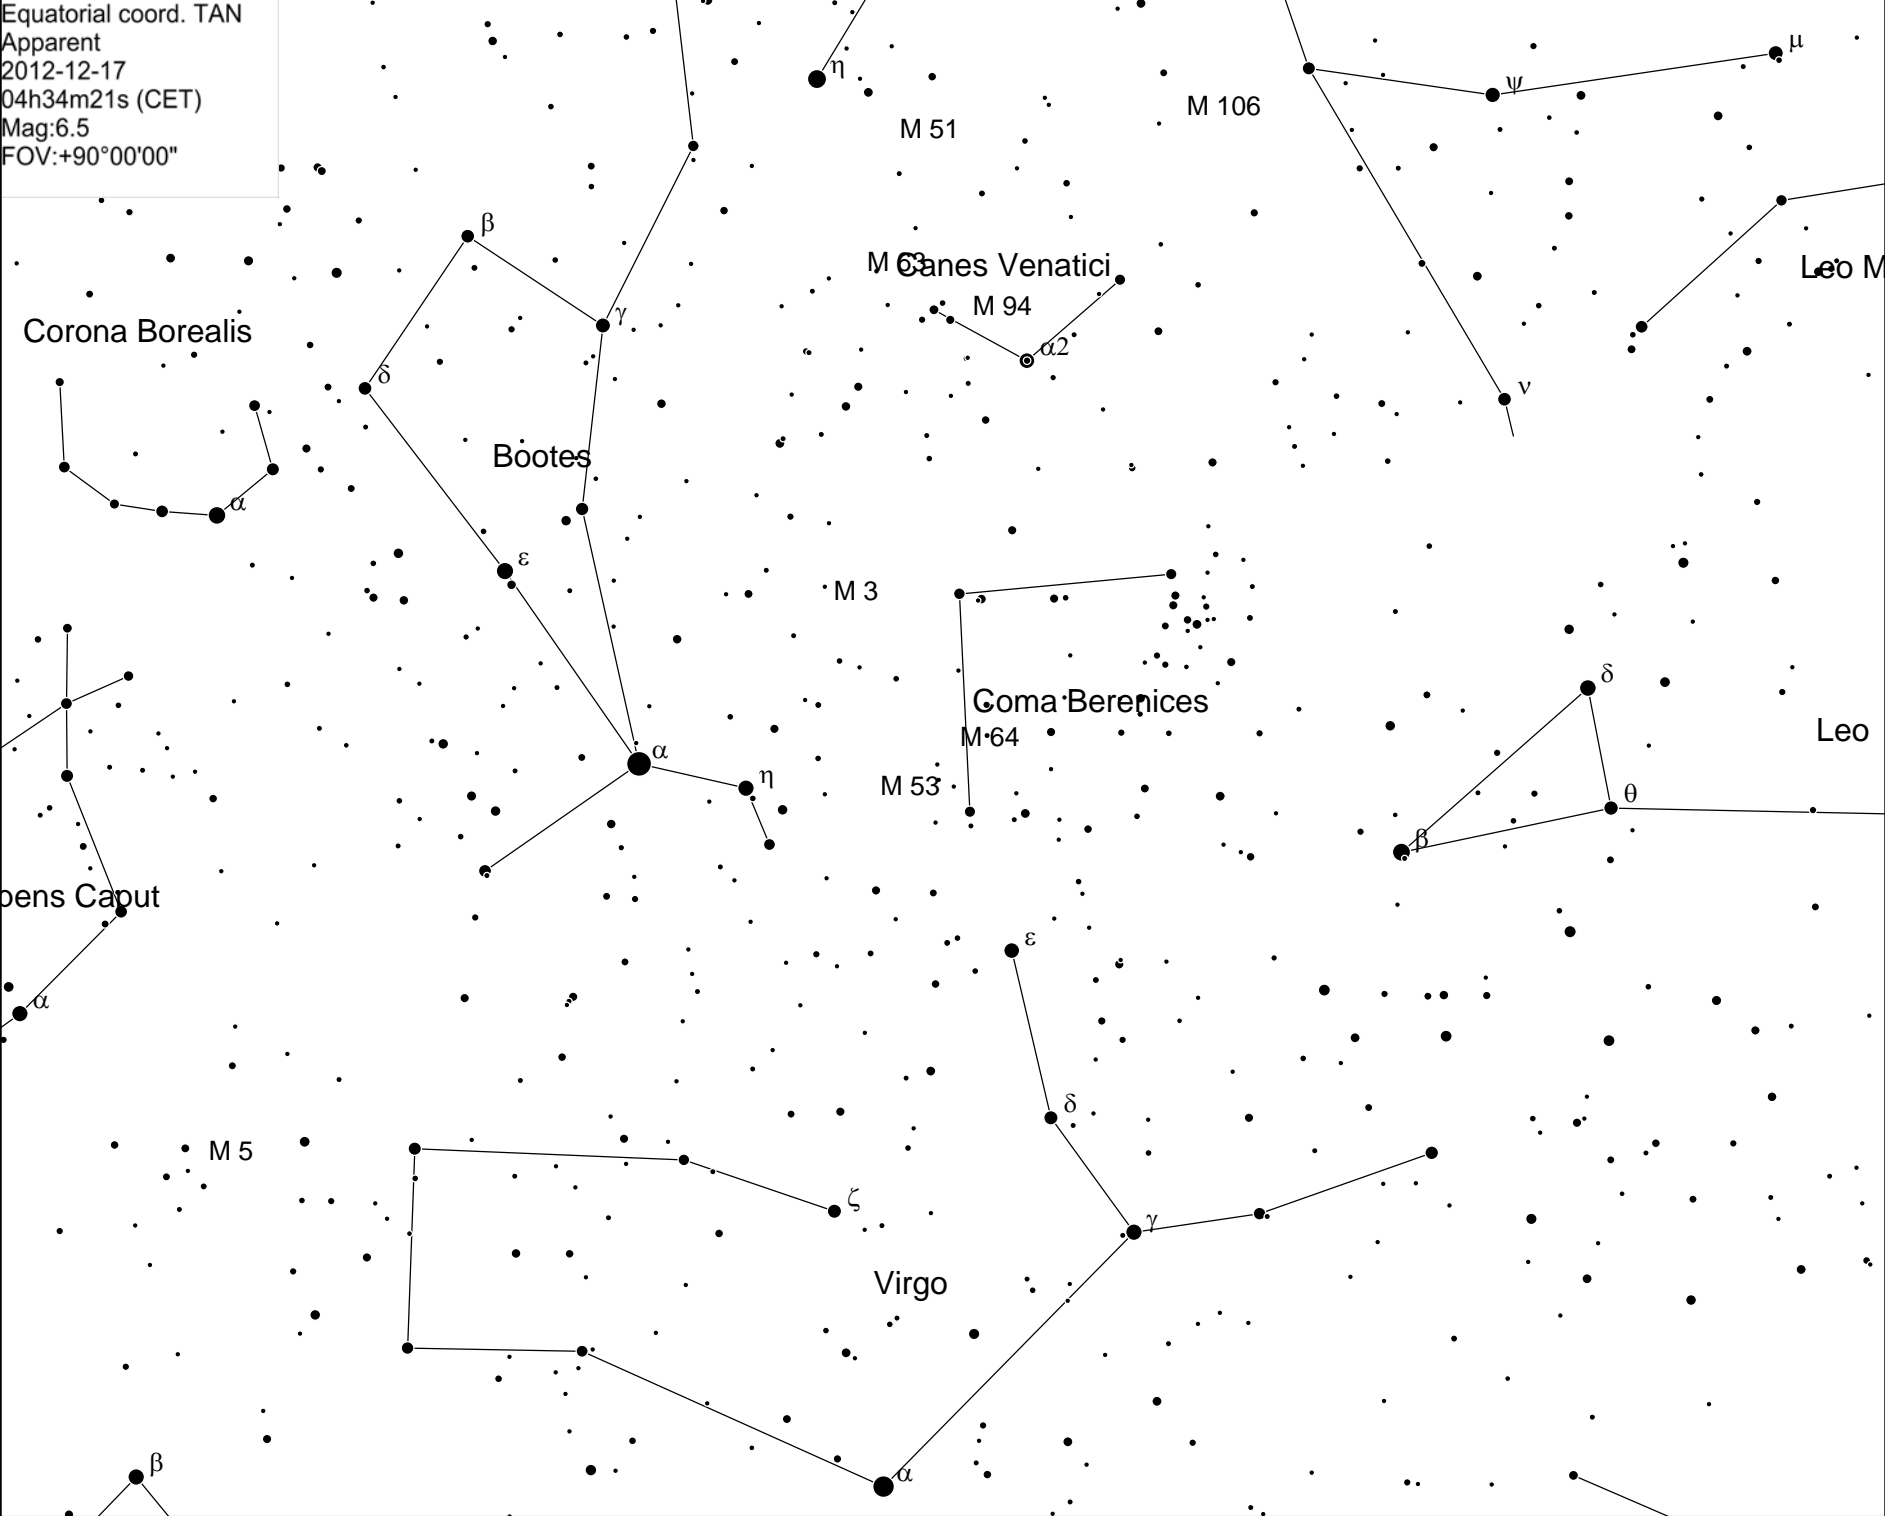 Equatorial coord. TAN
Apparent
2012-12-17
04h34m21s (CET)
Mag:6.5
FOV:+90°00'00"
μ
η
ψ
M 106
M 51
β
M 63
Canes Venatici
Leo M
M 94
γ
Corona Borealis
α2
δ
ν
Bootes
α
ε
M 3
δ
Coma Berenices
Leo
M 64
α
η
M 53
θ
β
pens Caput
ε
α
δ
M 5
ζ
γ
Virgo
β
α